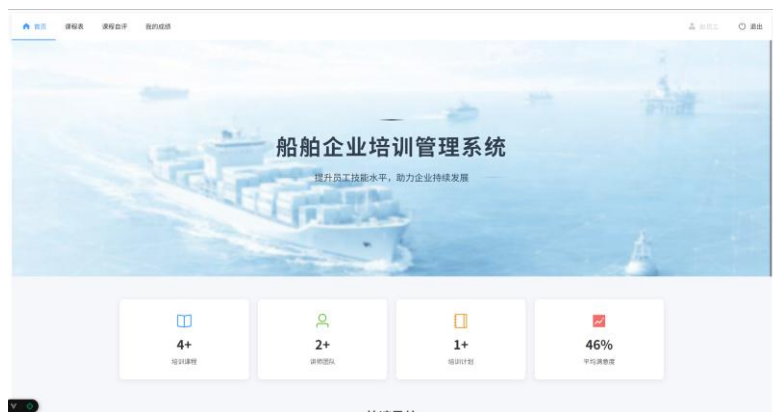 首页 课程表 课程自评 我的成绩 退出
船舶企业培训管理系统
提升员工技能水平，助力企业持续发展
4+ 2+ 1+ 46%
培训课程 讲师团队 培训计划 平均满意度